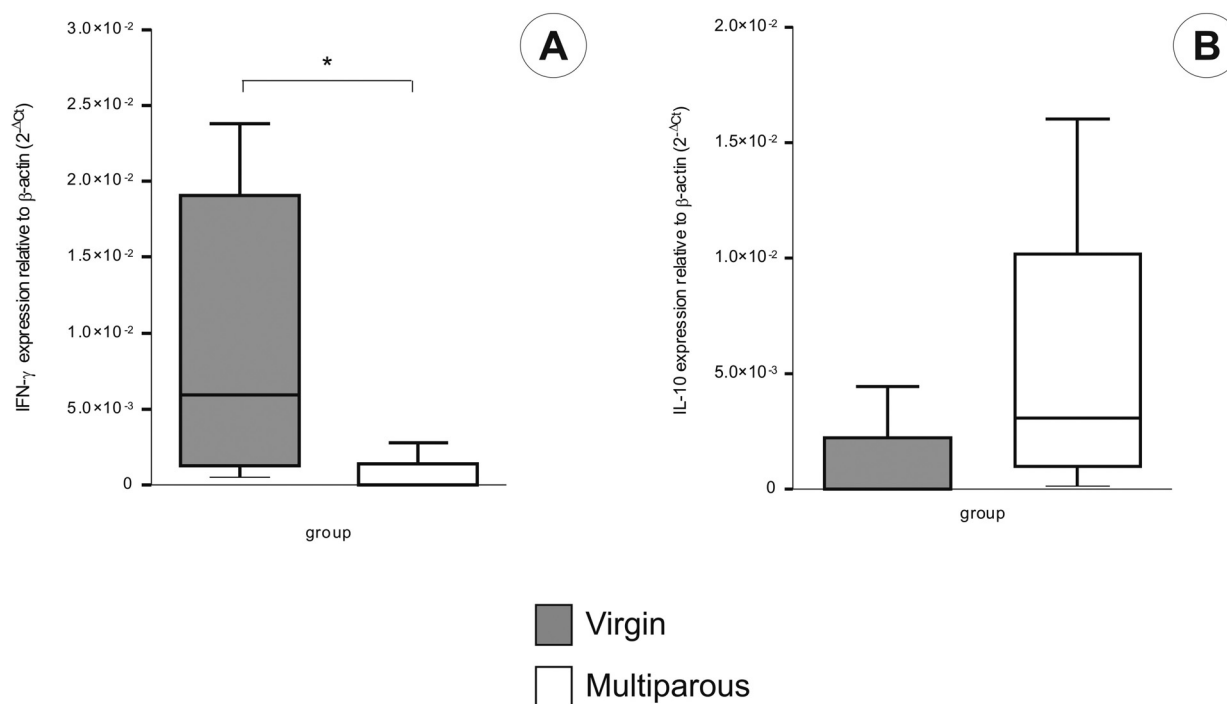 A
3.0×10⁻²
2.5×10⁻²
2.0×10⁻²
1.5×10⁻²
1.0×10⁻²
5.0×10⁻³
0
IFN-γ expression relative to β-actin (2⁻ΔCt)
*
group
B
2.0×10⁻²
1.5×10⁻²
1.0×10⁻²
5.0×10⁻³
0
IL-10 expression relative to β-actin (2⁻ΔCt)
group
Virgin
Multiparous